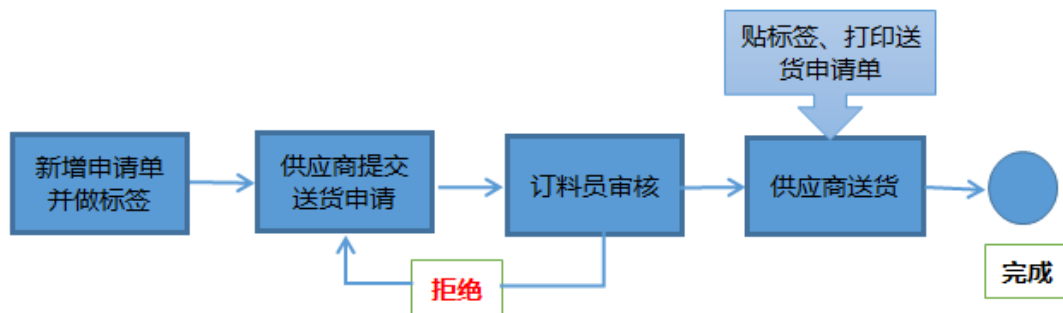 贴标签、打印送
货申请单
新增申请单
并做标签
供应商提交
送货申请
订料员审核
供应商送货
拒绝
完成